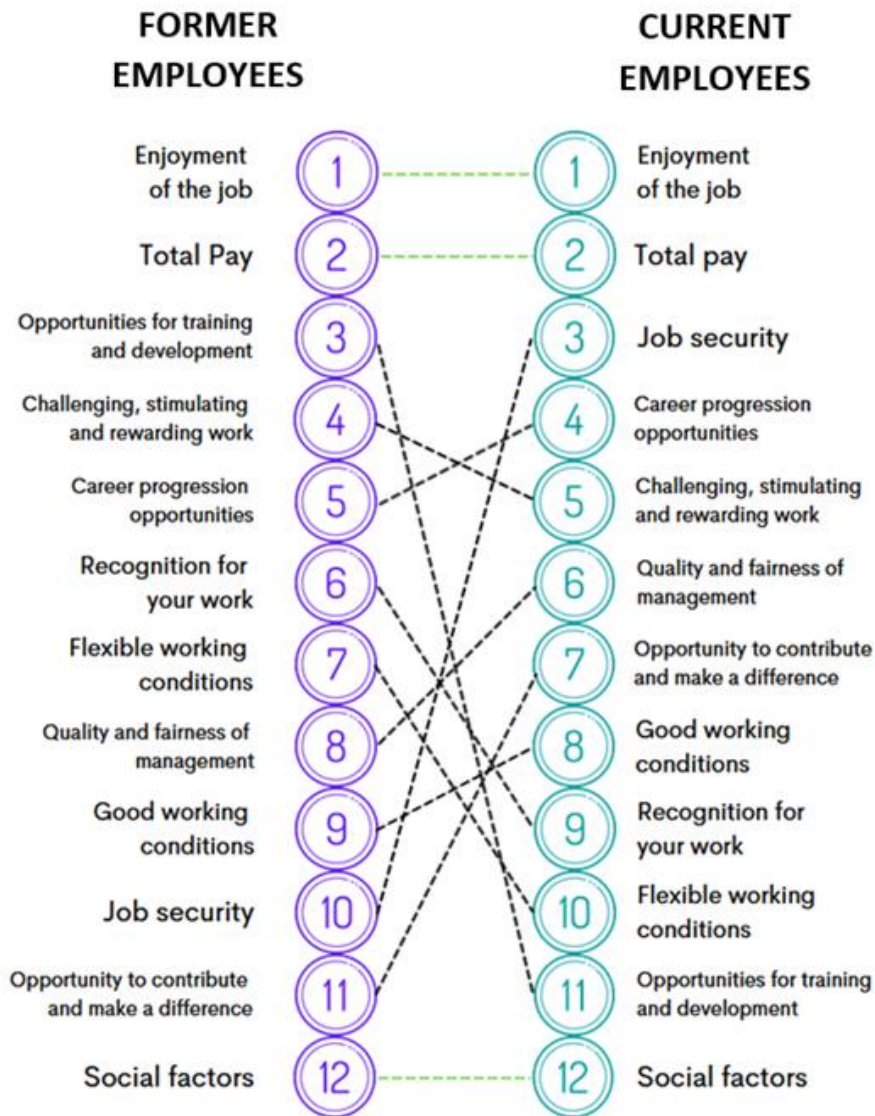 FORMER
EMPLOYEES
CURRENT
EMPLOYEES
Enjoyment
of the job
1
1
Enjoyment
of the job
Total Pay
2
2
Total pay
Opportunities for training
and development
3
3
Job security
Challenging, stimulating
and rewarding work
4
4
Career progression
opportunities
Career progression
opportunities
5
5
Challenging, stimulating
and rewarding work
Recognition for
your work
6
6
Quality and fairness of
management
Flexible working
conditions
7
7
Opportunity to contribute
and make a difference
Quality and fairness of
management
8
8
Good working
conditions
Good working
conditions
9
9
Recognition for
your work
Job security
10
10
Flexible working
conditions
Opportunity to contribute
and make a difference
11
11
Opportunities for training
and development
Social factors
12
12
Social factors